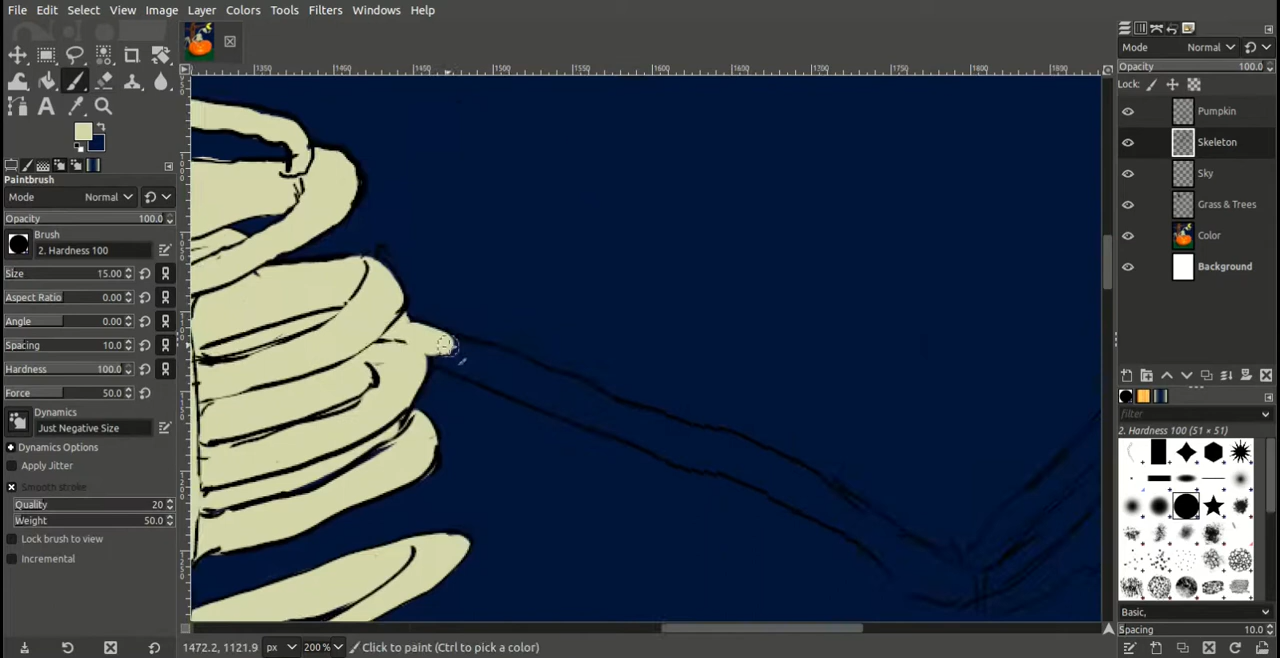 File Edit Select View Image Layer Colors Tools Filters Windows Help
1350 1450 1450 1500 1550 1600 1600 1700 1750 1800 1850
Paintbrush
Mode Normal
Opacity 100.0
Brush
2. Hardness 100
Size 15.00
Aspect Ratio 0.00
Angle 0.00
Spacing 10.0
Hardness 100.0
Force 50.0
Dynamics
Just Negative Size
Dynamics Options
Apply Jitter
Smooth stroke
Quality 20
Weight 50.0
Lock brush to view
Incremental
1472.2, 1121.9 px 200 % Click to paint (Ctrl to pick a color)
Mode Normal
Opacity 100.0
Lock:
Pumpkin
Skeleton
Sky
Grass & Trees
Color
Background
filter
2. Hardness 100 (51 × 51)
Basic,
Spacing 10.0